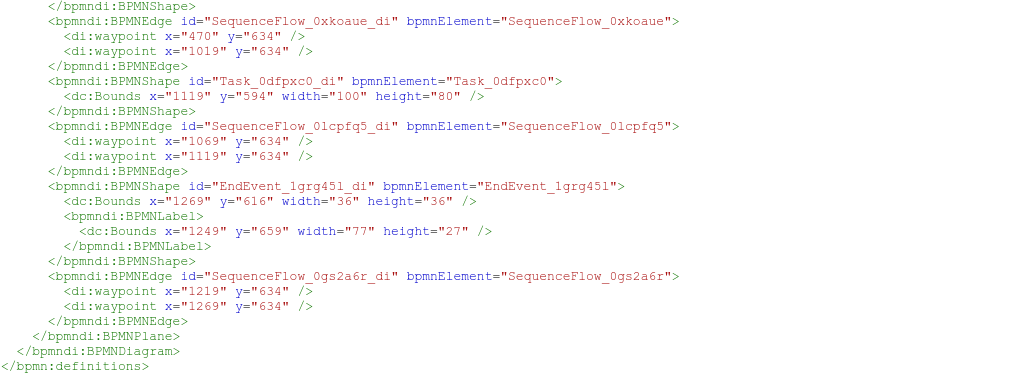 </bpmndi:BPMNShape>
      <bpmndi:BPMNEdge id="SequenceFlow_0xkoaue_di" bpmnElement="SequenceFlow_0xkoaue">
        <di:waypoint x="470" y="634" />
        <di:waypoint x="1019" y="634" />
      </bpmndi:BPMNEdge>
      <bpmndi:BPMNShape id="Task_0dfpxc0_di" bpmnElement="Task_0dfpxc0">
        <dc:Bounds x="1119" y="594" width="100" height="80" />
      </bpmndi:BPMNShape>
      <bpmndi:BPMNEdge id="SequenceFlow_0lcpfq5_di" bpmnElement="SequenceFlow_0lcpfq5">
        <di:waypoint x="1069" y="634" />
        <di:waypoint x="1119" y="634" />
      </bpmndi:BPMNEdge>
      <bpmndi:BPMNShape id="EndEvent_1grg45l_di" bpmnElement="EndEvent_1grg45l">
        <dc:Bounds x="1269" y="616" width="36" height="36" />
        <bpmndi:BPMNLabel>
          <dc:Bounds x="1249" y="659" width="77" height="27" />
        </bpmndi:BPMNLabel>
      </bpmndi:BPMNShape>
      <bpmndi:BPMNEdge id="SequenceFlow_0gs2a6r_di" bpmnElement="SequenceFlow_0gs2a6r">
        <di:waypoint x="1219" y="634" />
        <di:waypoint x="1269" y="634" />
      </bpmndi:BPMNEdge>
    </bpmndi:BPMNPlane>
  </bpmndi:BPMNDiagram>
</bpmn:definitions>